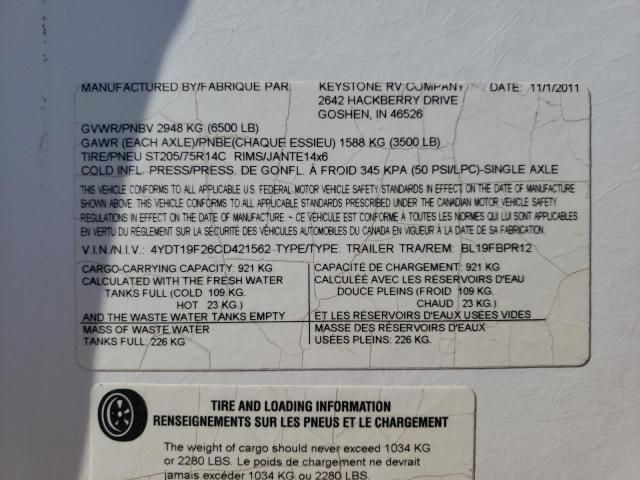 MANUFACTURED BY/FABRIQUE PAR KEYSTONE RV COMPANY DATE: 11/1/2011
2642 HACKBERRY DRIVE
GOSHEN, IN 46526
GVWR/PNBV 2948 KG (6500 LB)
GAWR (EACH AXLE)/PNBE(CHAQUE ESSIEU) 1588 KG (3500 LB)
TIRE/PNEU ST205/75R14C RIMS/JANTE14x6
COLD INFL. PRESS/PRESS. DE GONFL. À FROID 345 KPA (50 PSI/LPC)-SINGLE AXLE
THIS VEHICLE CONFORMS TO ALL APPLICABLE U.S. FEDERAL MOTOR VEHICLE SAFETY STANDARDS IN EFFECT ON THE DATE OF MANUFACTURE
SHOWN ABOVE. THIS VEHICLE CONFORMS TO ALL APPLICABLE STANDARDS PRESCRIBED UNDER THE CANADIAN MOTOR VEHICLE SAFETY
REGULATIONS IN EFFECT ON THE DATE OF MANUFACTURE - CE VÉHICULE EST CONFORME À TOUTES LES NORMES QUI LUI SONT APPLICABLES
EN VERTU DU RÈGLEMENT SUR LA SÉCURITÉ DES VÉHICULES AUTOMOBILES DU CANADA EN VIGUEUR À LA DATE DE SA FABRICATION.
V.I.N./N.I.V.: 4YDT19F26CD421562 TYPE/TYPE: TRAILER TRA/REM: BL19FBPR12
CARGO-CARRYING CAPACITY: 921 KG
CALCULATED WITH THE FRESH WATER
TANKS FULL (COLD 109 KG.
HOT 23 KG.)
AND THE WASTE WATER TANKS EMPTY
MASS OF WASTE WATER
TANKS FULL: 226 KG
CAPACITÉ DE CHARGEMENT: 921 KG
CALCULÉE AVEC LES RÉSERVOIRS D'EAU
DOUCE PLEINS (FROID 109 KG.
CHAUD 23 KG.)
ET LES RÉSERVOIRS D'EAUX USÉES VIDES
MASSE DES RÉSERVOIRS D'EAUX
USÉES PLEINS: 226 KG.
TIRE AND LOADING INFORMATION
RENSEIGNEMENTS SUR LES PNEUS ET LE CHARGEMENT
The weight of cargo should never exceed 1034 KG
or 2280 LBS. Le poids de chargement ne devrait
jamais excéder 1034 KG ou 2280 LBS.